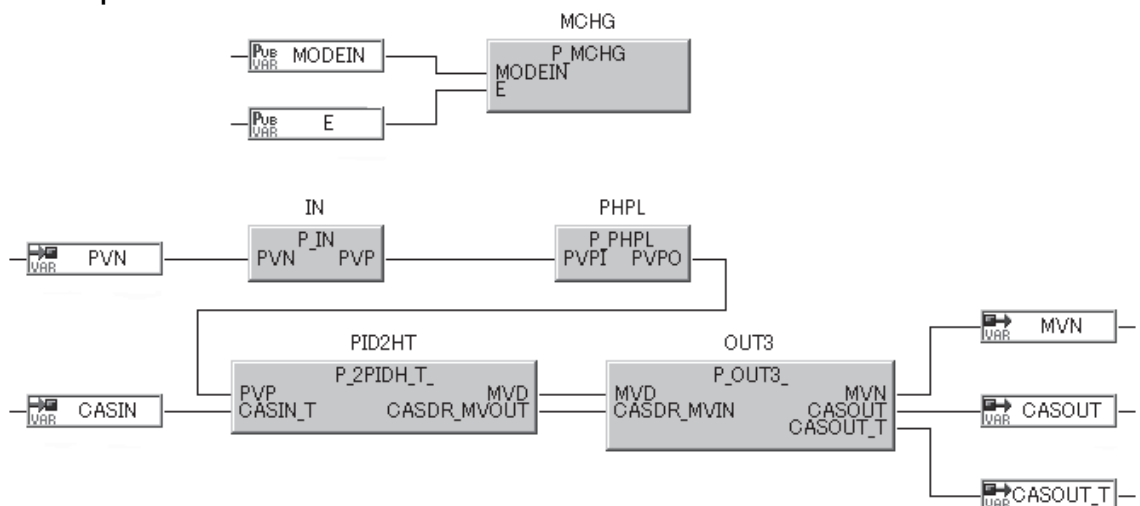 MCHG
PUB VAR MODEIN
P_MCHG
MODEIN
E
PUB VAR E
IN
PHPL
VAR PVN
P_IN
PVN PVP
P_PHPL
PVPI PVPO
PID2HT
OUT3
VAR MVN
P_2PIDH_T_
PVP MVD
CASIN_T CASDR_MVOUT
P_OUT3_
MVD MVN
CASDR_MVIN CASOUT
CASOUT_T
VAR CASIN
VAR CASOUT
VAR CASOUT_T